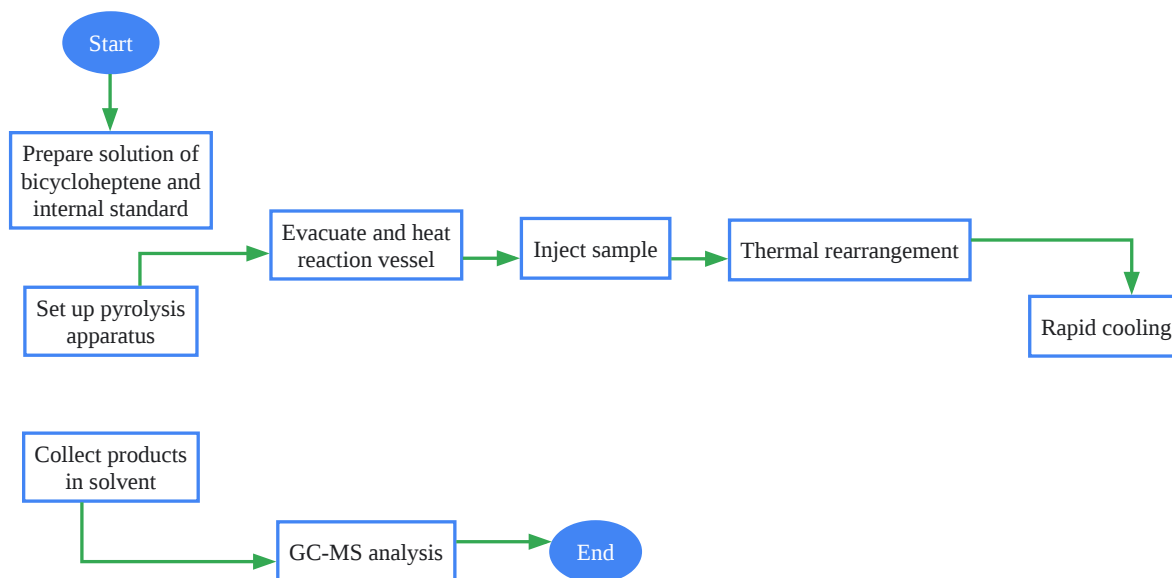 Start
Prepare solution of
bicycloheptene and
internal standard
Set up pyrolysis
apparatus
Evacuate and heat
reaction vessel
Inject sample
Thermal rearrangement
Rapid cooling
Collect products
in solvent
GC-MS analysis
End